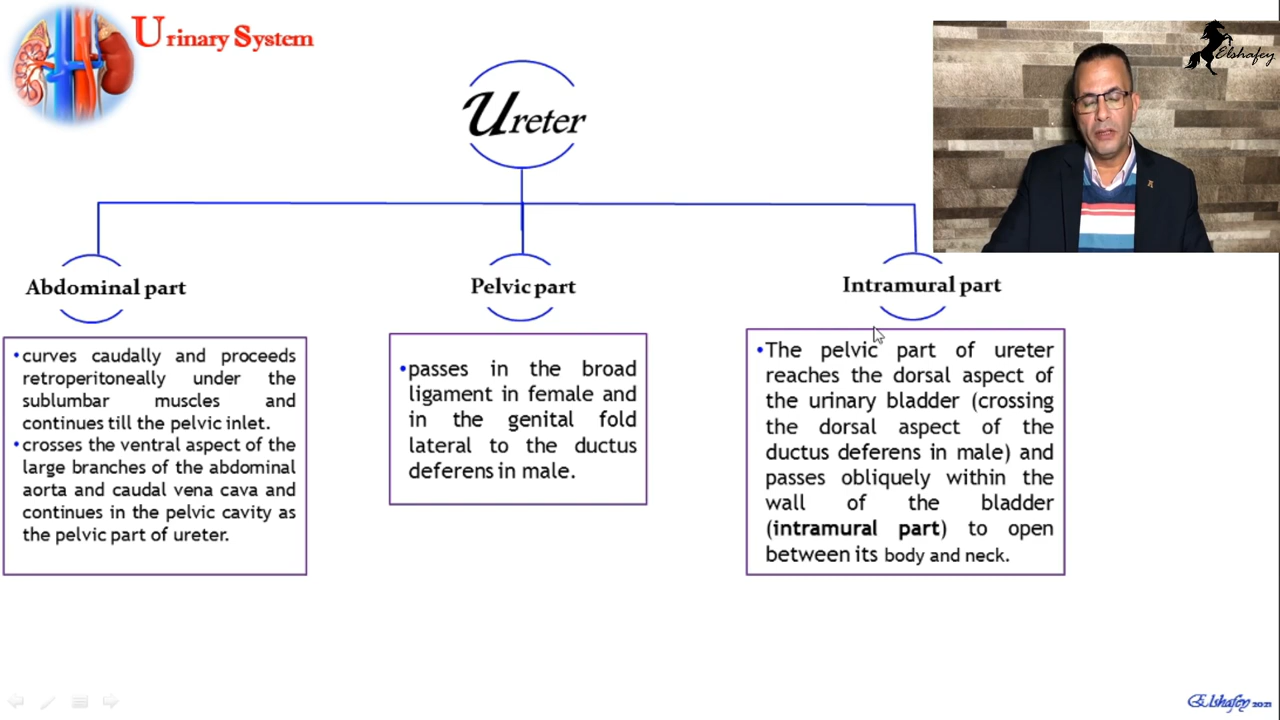 Urinary System
Elshafey
Ureter
Abdominal part
Pelvic part
Intramural part
•curves caudally and proceeds
retroperitoneally under the
sublumbar muscles and
continues till the pelvic inlet.
•crosses the ventral aspect of the
large branches of the abdominal
aorta and caudal vena cava and
continues in the pelvic cavity as
the pelvic part of ureter.
•passes in the broad
ligament in female and
in the genital fold
lateral to the ductus
deferens in male.
•The pelvic part of ureter
reaches the dorsal aspect of
the urinary bladder (crossing
the dorsal aspect of the
ductus deferens in male) and
passes obliquely within the
wall of the bladder
(intramural part) to open
between its body and neck.
Elshafey 2021